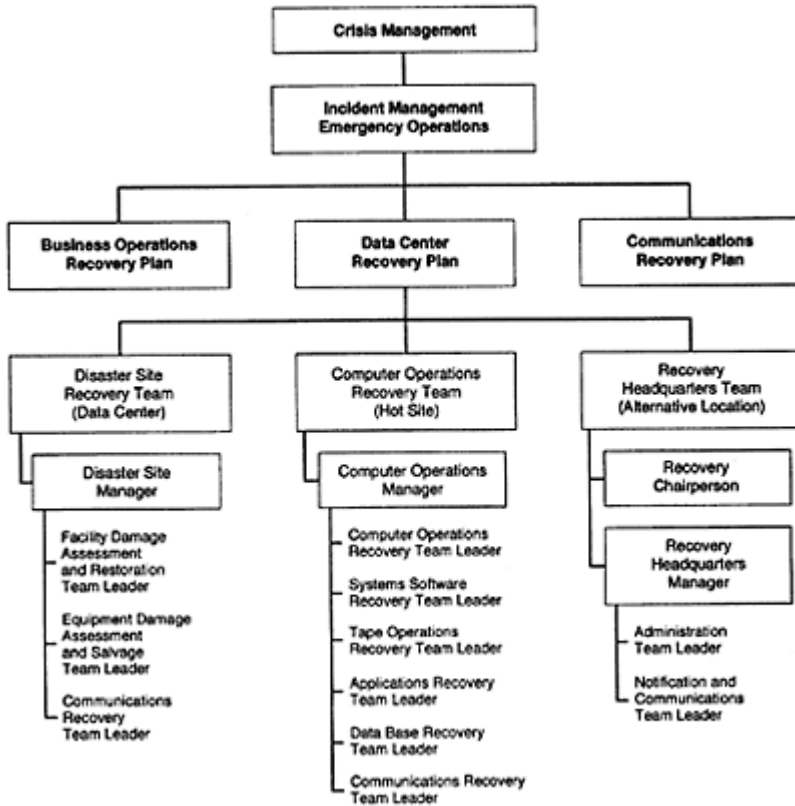 Crisis Management
Incident Management
Emergency Operations
Business Operations
Recovery Plan
Data Center
Recovery Plan
Communications
Recovery Plan
Disaster Site
Recovery Team
(Data Center)
Disaster Site
Manager
Facility Damage
Assessment
and Restoration
Team Leader
Equipment Damage
Assessment
and Salvage
Team Leader
Communications
Recovery
Team Leader
Computer Operations
Recovery Team
(Hot Site)
Computer Operations
Manager
Computer Operations
Recovery Team Leader
Systems Software
Recovery Team Leader
Tape Operations
Recovery Team Leader
Applications Recovery
Team Leader
Data Base Recovery
Team Leader
Communications Recovery
Team Leader
Recovery
Headquarters Team
(Alternative Location)
Recovery
Chairperson
Recovery
Headquarters
Manager
Administration
Team Leader
Notification and
Communications
Team Leader